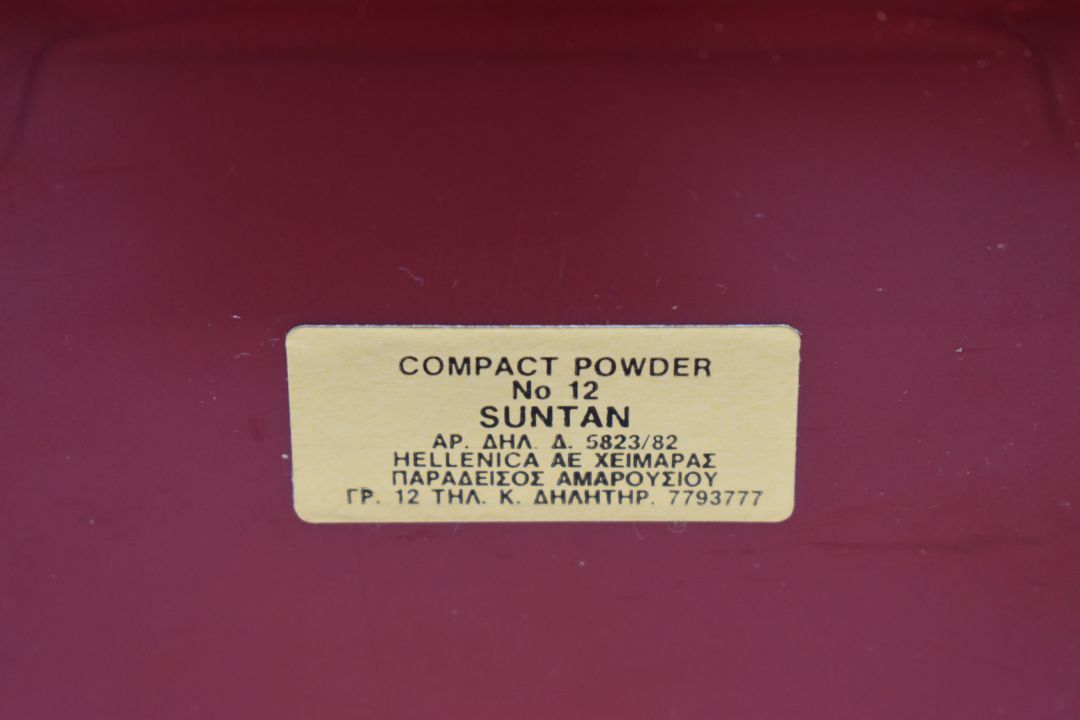 COMPACT POWDER
No 12
SUNTAN
ΑΡ. ΔΗΛ. Δ. 5823/82
HELLENICA ΑΕ ΧΕΙΜΑΡΑΣ
ΠΑΡΑΔΕΙΣΟΣ ΑΜΑΡΟΥΣΙΟΥ
ΓΡ. 12 ΤΗΛ. Κ. ΔΗΛΗΤΗΡ. 7793777